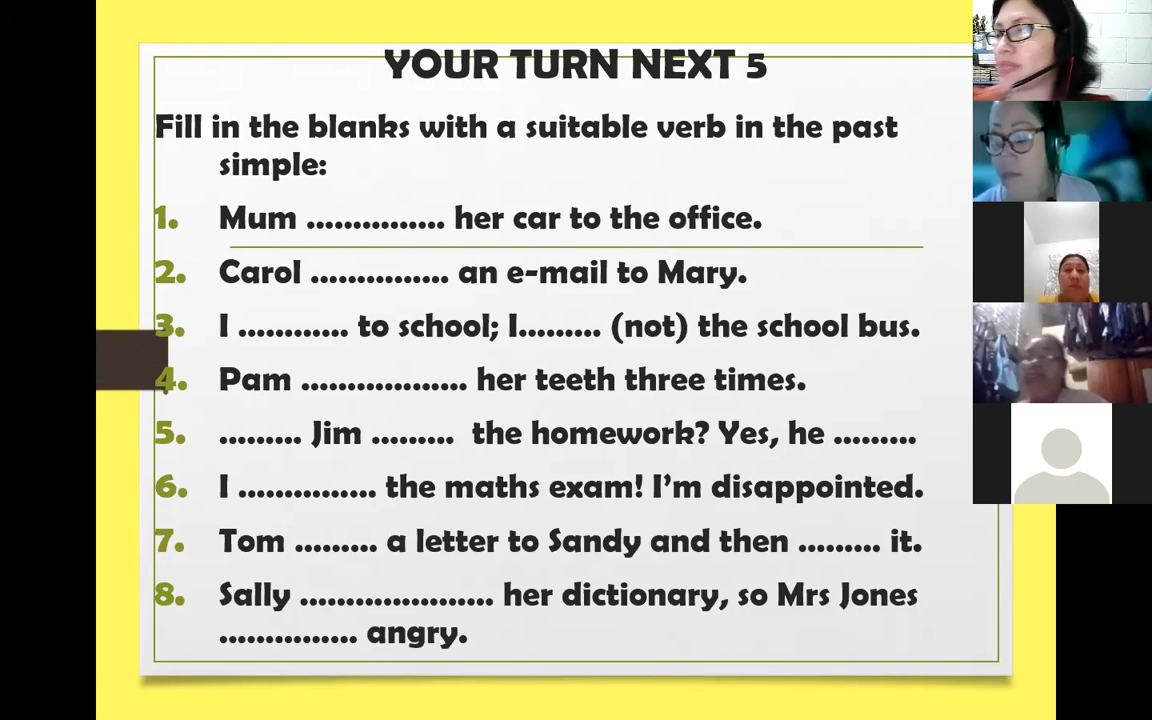 YOUR TURN NEXT 5
Fill in the blanks with a suitable verb in the past
simple:
1. Mum ............... her car to the office.
2. Carol ............... an e-mail to Mary.
3. I ............ to school; I......... (not) the school bus.
4. Pam .................. her teeth three times.
5. ......... Jim ......... the homework? Yes, he .........
6. I ............... the maths exam! I’m disappointed.
7. Tom ......... a letter to Sandy and then ......... it.
8. Sally ..................... her dictionary, so Mrs Jones
............... angry.